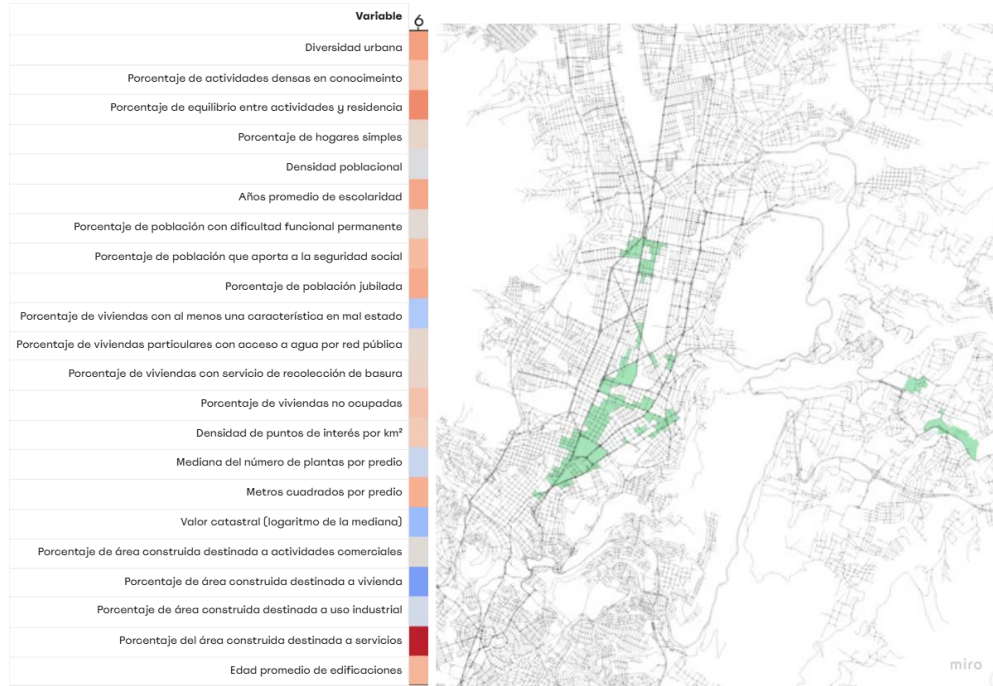 Variable 6
Diversidad urbana
Porcentaje de actividades densas en conocimeinto
Porcentaje de equilibrio entre actividades y residencia
Porcentaje de hogares simples
Densidad poblacional
Años promedio de escolaridad
Porcentaje de población con dificultad funcional permanente
Porcentaje de población que aporta a la seguridad social
Porcentaje de población jubilada
Porcentaje de viviendas con al menos una característica en mal estado
Porcentaje de viviendas particulares con acceso a agua por red pública
Porcentaje de viviendas con servicio de recolección de basura
Porcentaje de viviendas no ocupadas
Densidad de puntos de interés por km²
Mediana del número de plantas por predio
Metros cuadrados por predio
Valor catastral (logaritmo de la mediana)
Porcentaje de área construida destinada a actividades comerciales
Porcentaje de área construida destinada a vivienda
Porcentaje de área construida destinada a uso industrial
Porcentaje del área construida destinada a servicios
Edad promedio de edificaciones
miro